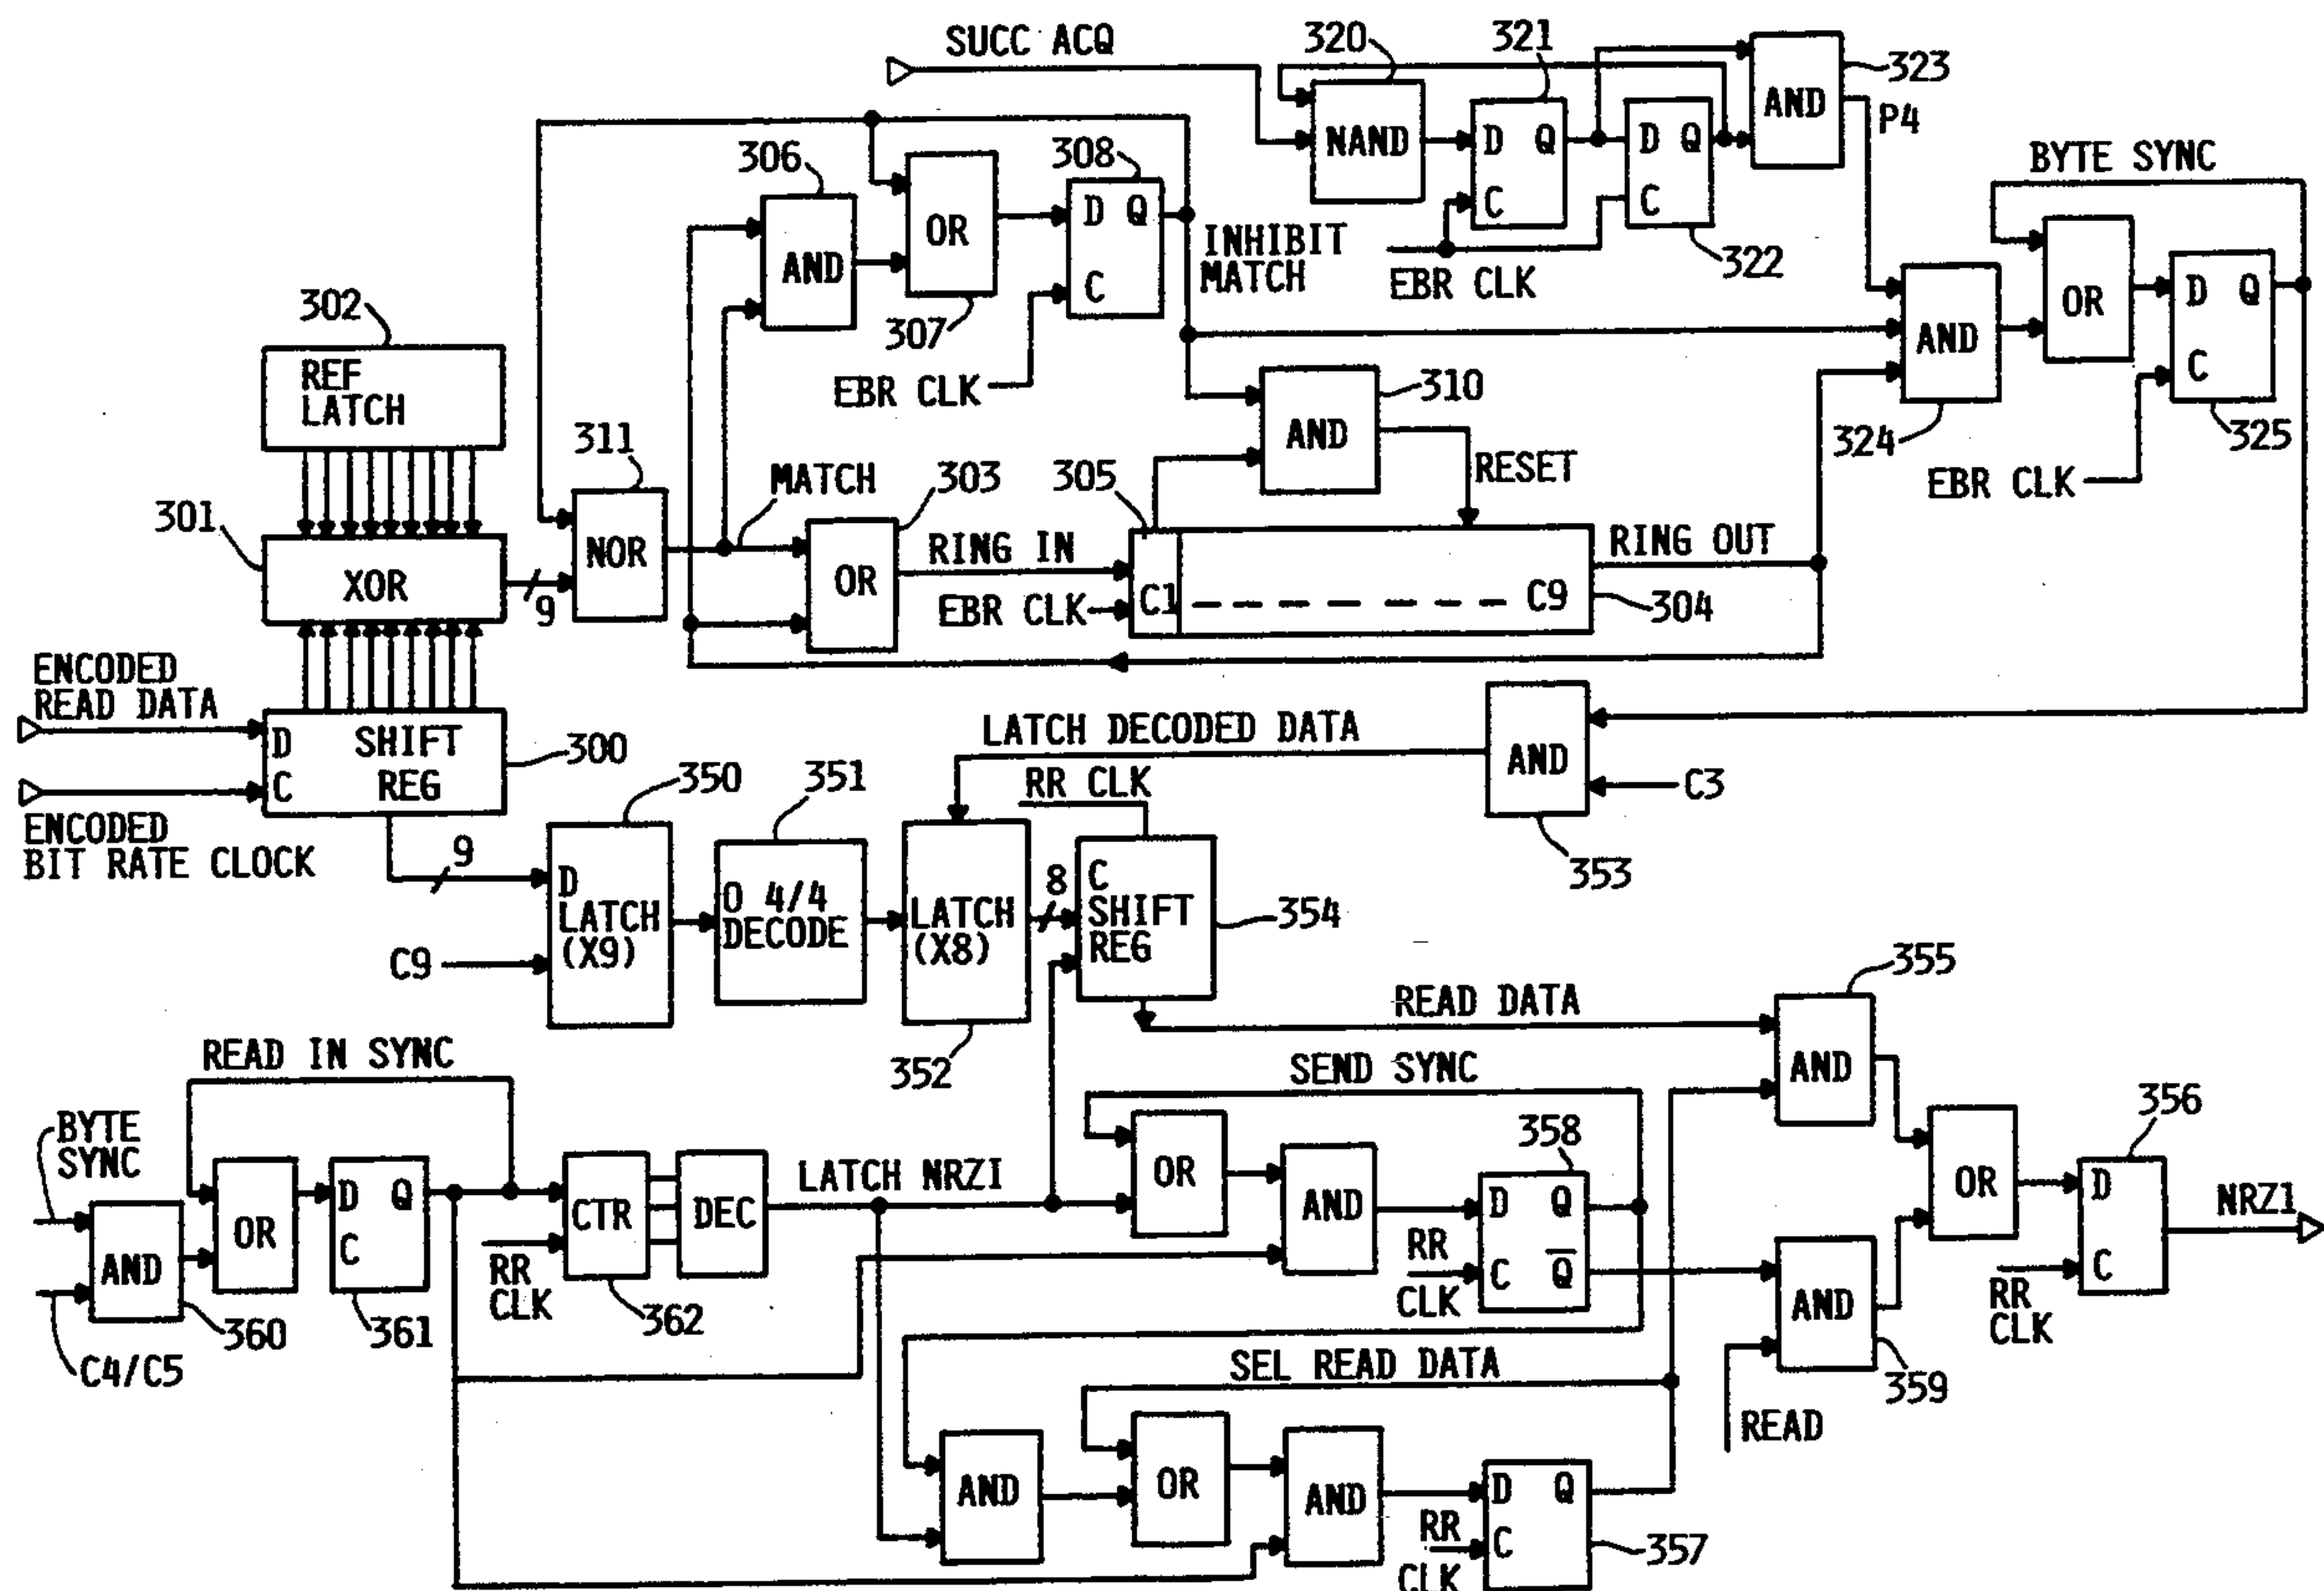 SUCC ACQ
320
321
323
NAND
D Q
C
D Q
C
AND
P4
322
EBR CLK
306
AND
OR
307
308
D Q
C
INHIBIT
MATCH
EBR CLK
BYTE SYNC
OR
D Q
C
AND
324
325
EBR CLK
302
REF
LATCH
301
XOR
9
311
NOR
MATCH
303
OR
RING IN
EBR CLK
305
C1
C9
304
310
AND
RESET
RING OUT
ENCODED
READ DATA
D SHIFT
C REG
300
ENCODED
BIT RATE CLOCK
9
350
D
LATCH
(X9)
C9
351
0 4/4
DECODE
LATCH DECODED DATA
RR CLK
LATCH
(X8)
352
8
C
SHIFT
REG
354
AND
C3
353
READ DATA
355
AND
READ IN SYNC
BYTE
SYNC
AND
360
C4/C5
OR
D Q
C
361
CTR
RR
CLK
362
DEC
LATCH NRZI
SEND SYNC
OR
AND
358
D Q
C Q
RR
CLK
AND
359
READ
OR
356
D
C
RR
CLK
NRZ1
SEL READ DATA
AND
OR
AND
D Q
C
RR
CLK
357